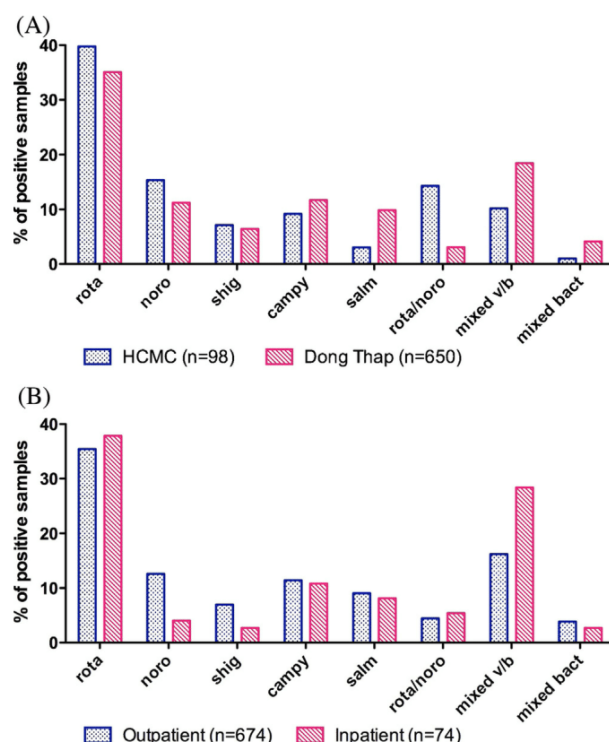 (A)
% of positive samples
40
30
20
10
0
rota noro shig campy salm rota/noro mixed v/b mixed bact
HCMC (n=98) Dong Thap (n=650)
(B)
% of positive samples
40
30
20
10
0
rota noro shig campy salm rota/noro mixed v/b mixed bact
Outpatient (n=674) Inpatient (n=74)